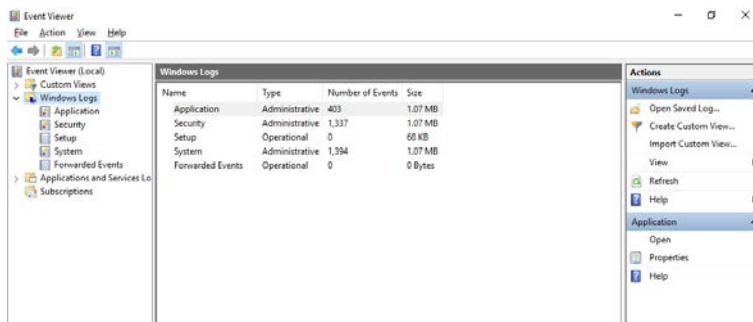 Event Viewer
File Action View Help
Event Viewer (Local)
Custom Views
Windows Logs
Application
Security
Setup
System
Forwarded Events
Applications and Services Lo
Subscriptions
Windows Logs
Name Type Number of Events Size
Application Administrative 403 1.07 MB
Security Administrative 1,337 1.07 MB
Setup Operational 0 68 KB
System Administrative 1,394 1.07 MB
Forwarded Events Operational 0 0 Bytes
Actions
Windows Logs
Open Saved Log...
Create Custom View...
Import Custom View...
View
Refresh
Help
Application
Open
Properties
Help